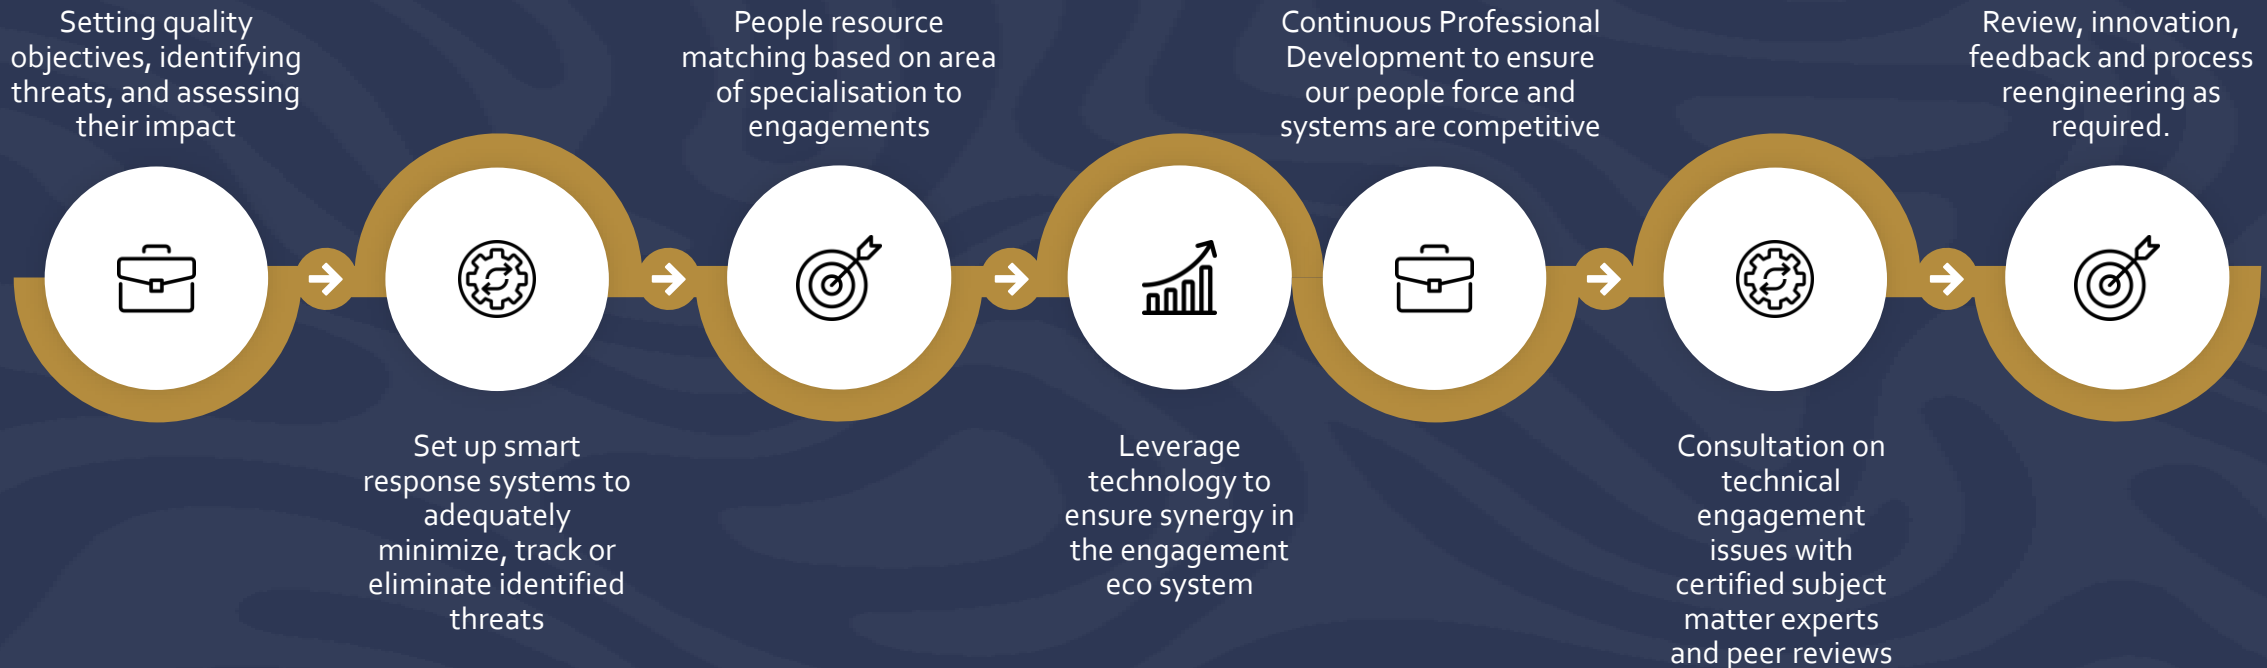 Setting quality
objectives, identifying
threats, and assessing
their impact
Set up smart
response systems to
adequately
minimize, track or
eliminate identified
threats
People resource
matching based on area
of specialisation to
engagements
Leverage
technology to
ensure synergy in
the engagement
eco system
Continuous Professional
Development to ensure
our people force and
systems are competitive
Consultation on
technical
engagement
issues with
certified subject
matter experts
and peer reviews
Review, innovation,
feedback and process
reengineering as
required.